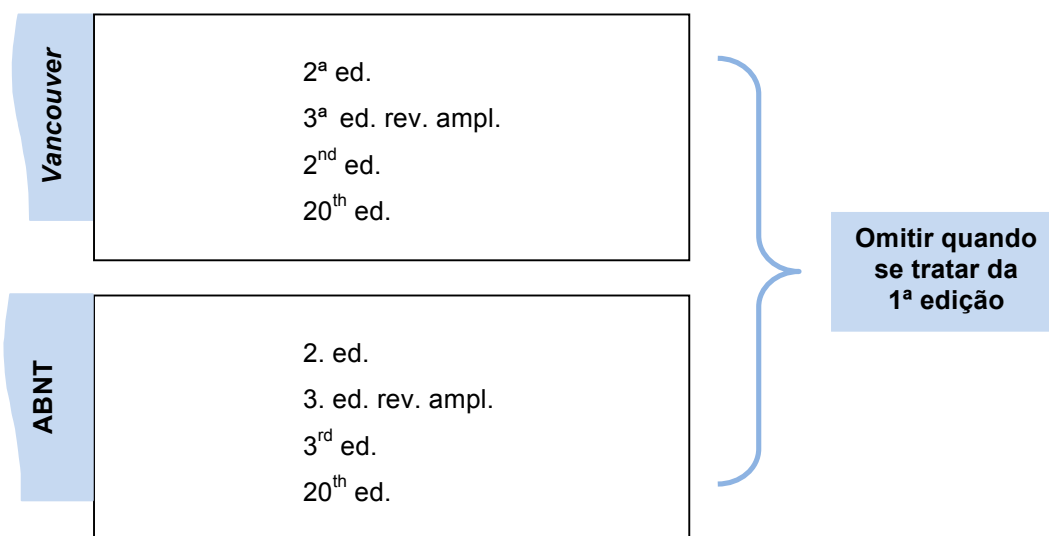 Vancouver
2ª ed.
3ª ed. rev. ampl.
2nd ed.
20th ed.
ABNT
2. ed.
3. ed. rev. ampl.
3rd ed.
20th ed.
Omitir quando
se tratar da
1ª edição